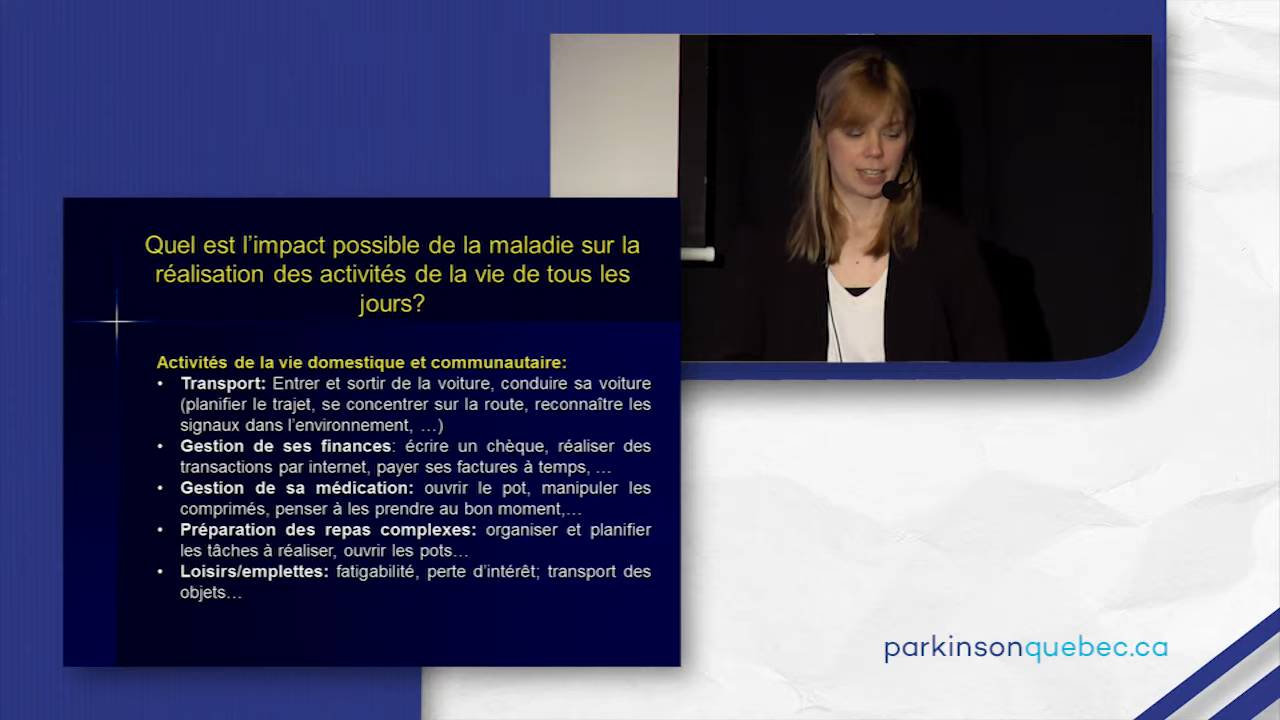 Quel est l'impact possible de la maladie sur la
réalisation des activités de la vie de tous les
jours?
Activités de la vie domestique et communautaire:
• Transport: Entrer et sortir de la voiture, conduire sa voiture
(planifier le trajet, se concentrer sur la route, reconnaître les
signaux dans l'environnement, …)
• Gestion de ses finances: écrire un chèque, réaliser des
transactions par internet, payer ses factures à temps, …
• Gestion de sa médication: ouvrir le pot, manipuler les
comprimés, penser à les prendre au bon moment,…
• Préparation des repas complexes: organiser et planifier
les tâches à réaliser, ouvrir les pots…
• Loisirs/emplettes: fatigabilité, perte d'intérêt; transport des
objets…
parkinsonquebec.ca